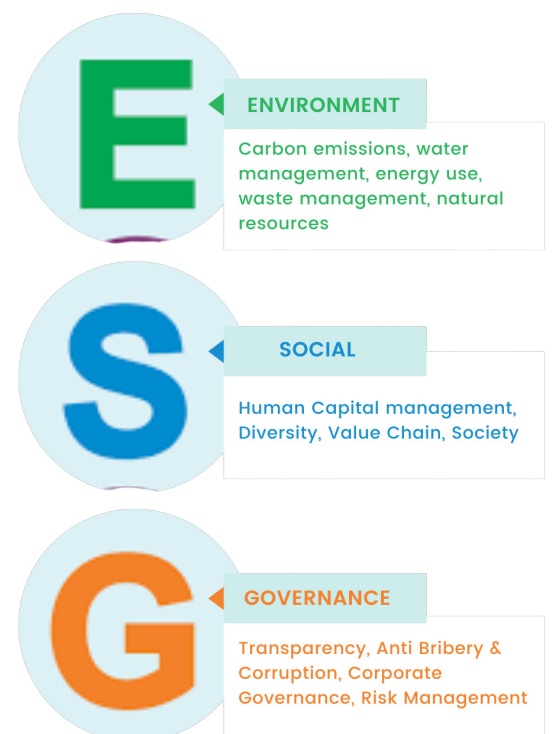 E
ENVIRONMENT
Carbon emissions, water
management, energy use,
waste management, natural
resources
S
SOCIAL
Human Capital management,
Diversity, Value Chain, Society
G
GOVERNANCE
Transparency, Anti Bribery &
Corruption, Corporate
Governance, Risk Management